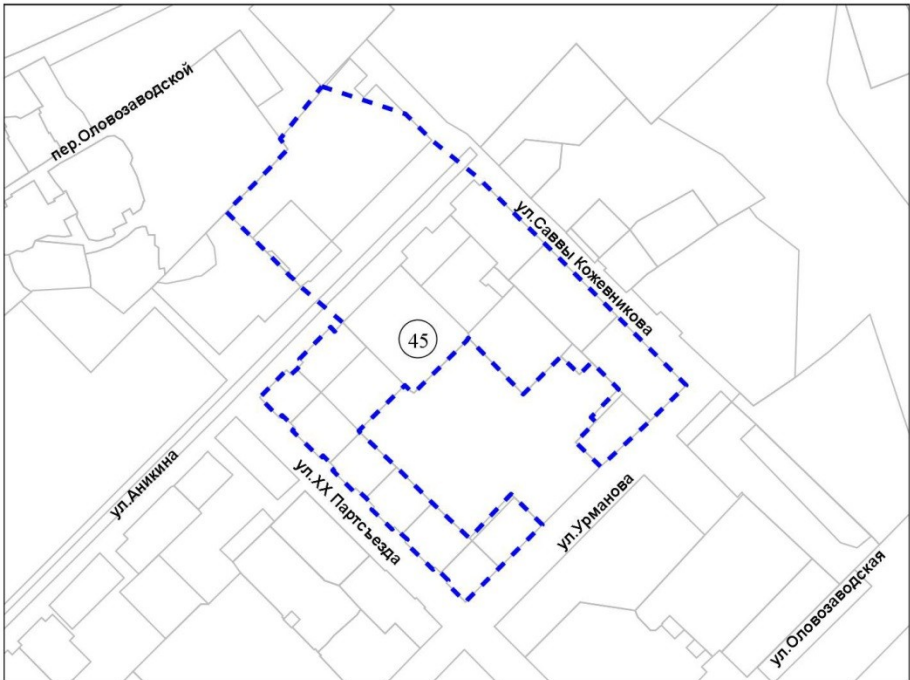 пер.Оловозаводской
ул.Саввы Кожевникова
45
ул.Аникина
ул.XX Партсъезда
ул.Урманова
ул.Оловозаводская